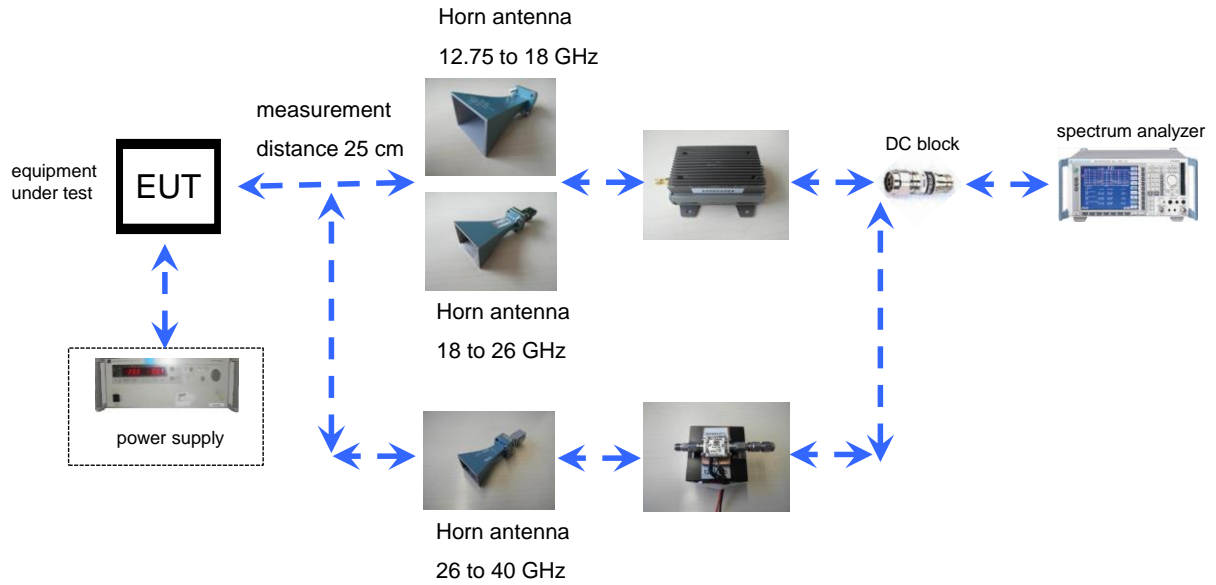 Horn antenna
12.75 to 18 GHz
measurement
distance 25 cm
equipment
under test
EUT
DC block
spectrum analyzer
Horn antenna
18 to 26 GHz
power supply
Horn antenna
26 to 40 GHz